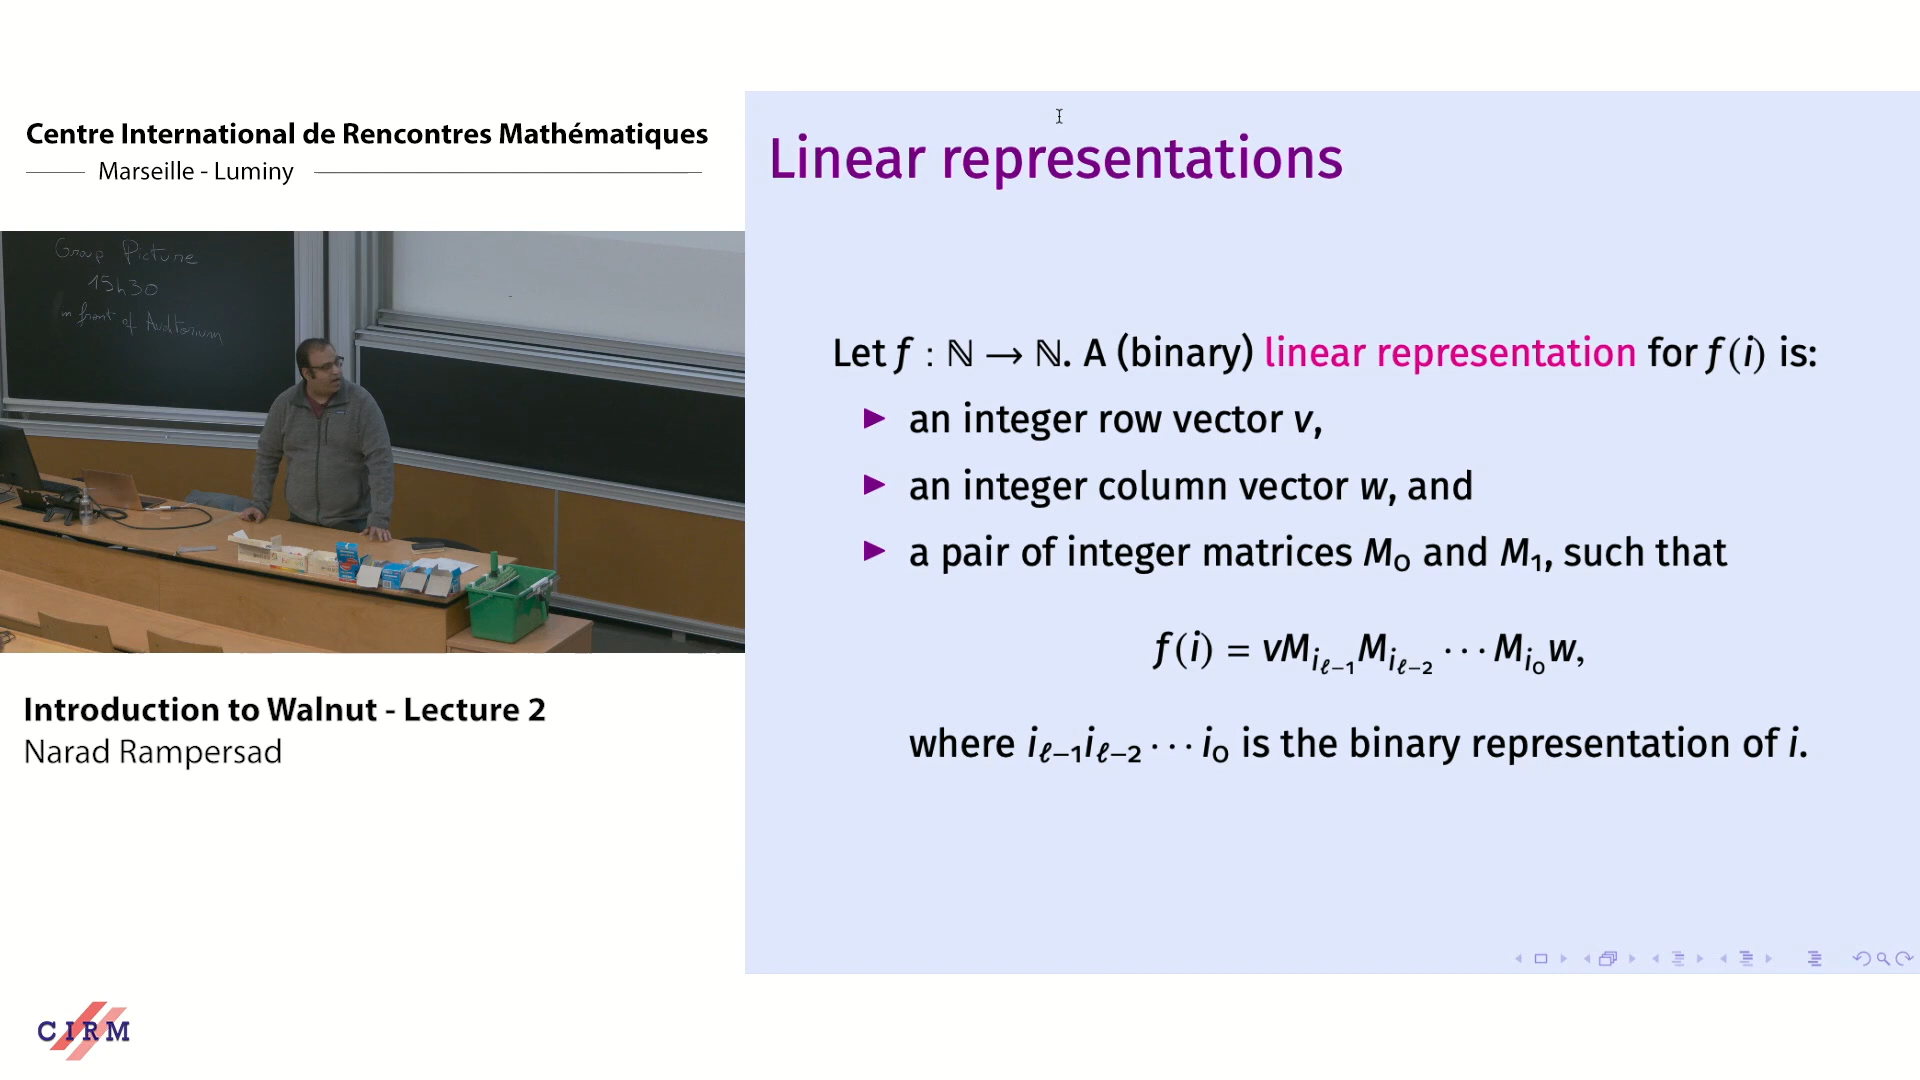 Centre International de Rencontres Mathématiques
Marseille - Luminy
Group Picture
15h30
in front of Auditorium
Introduction to Walnut - Lecture 2
Narad Rampersad
CIRM
Linear representations
Let f : ℕ → ℕ. A (binary) linear representation for f(i) is:
▶ an integer row vector v,
▶ an integer column vector w, and
▶ a pair of integer matrices M₀ and M₁, such that
f(i) = vM_{i_{ℓ−1}}M_{i_{ℓ−2}} ⋯ M_{i_0}w,
where i_{ℓ−1}i_{ℓ−2} ⋯ i_0 is the binary representation of i.